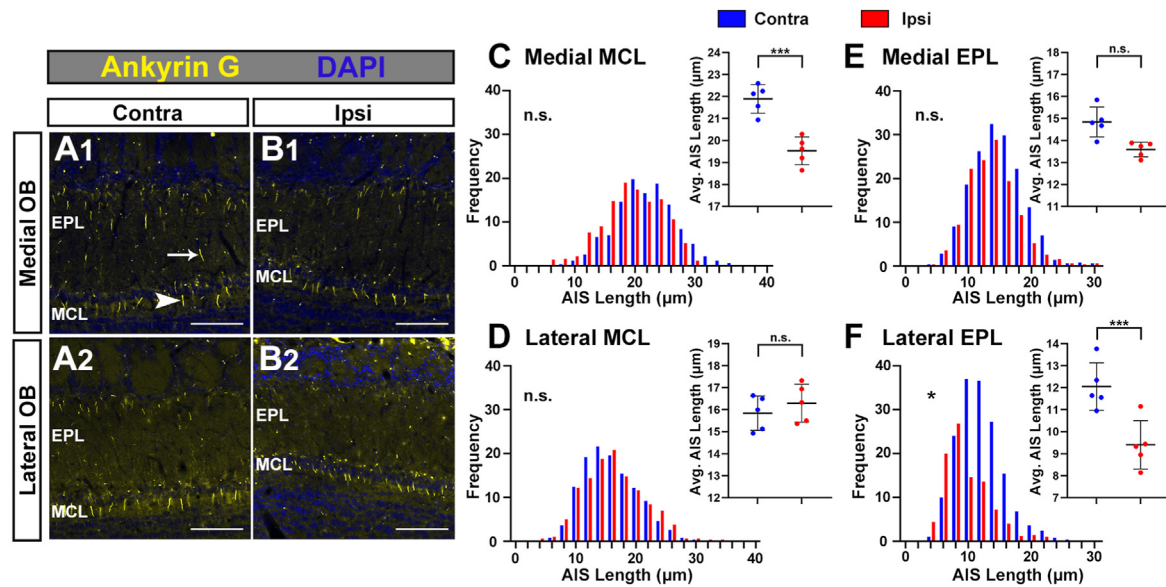 Contra Ipsi
Ankyrin G DAPI
Contra Ipsi
Medial OB
A1
EPL
MCL
B1
EPL
MCL
Lateral OB
A2
EPL
MCL
B2
EPL
MCL
C Medial MCL
n.s.
Frequency
40
30
20
10
0
0 10 20 30 40
AIS Length (μm)
Avg. AIS Length (μm)
24
23
22
21
20
19
18
17
***
E Medial EPL
n.s.
Frequency
40
30
20
10
0
0 10 20 30
AIS Length (μm)
Avg. AIS Length (μm)
18
17
16
15
14
13
12
11
n.s.
D Lateral MCL
n.s.
Frequency
40
30
20
10
0
0 10 20 30 40
AIS Length (μm)
Avg. AIS Length (μm)
19
18
17
16
15
14
13
12
n.s.
F Lateral EPL
*
Frequency
40
30
20
10
0
0 10 20 30
AIS Length (μm)
Avg. AIS Length (μm)
14
13
12
11
10
9
8
7
***